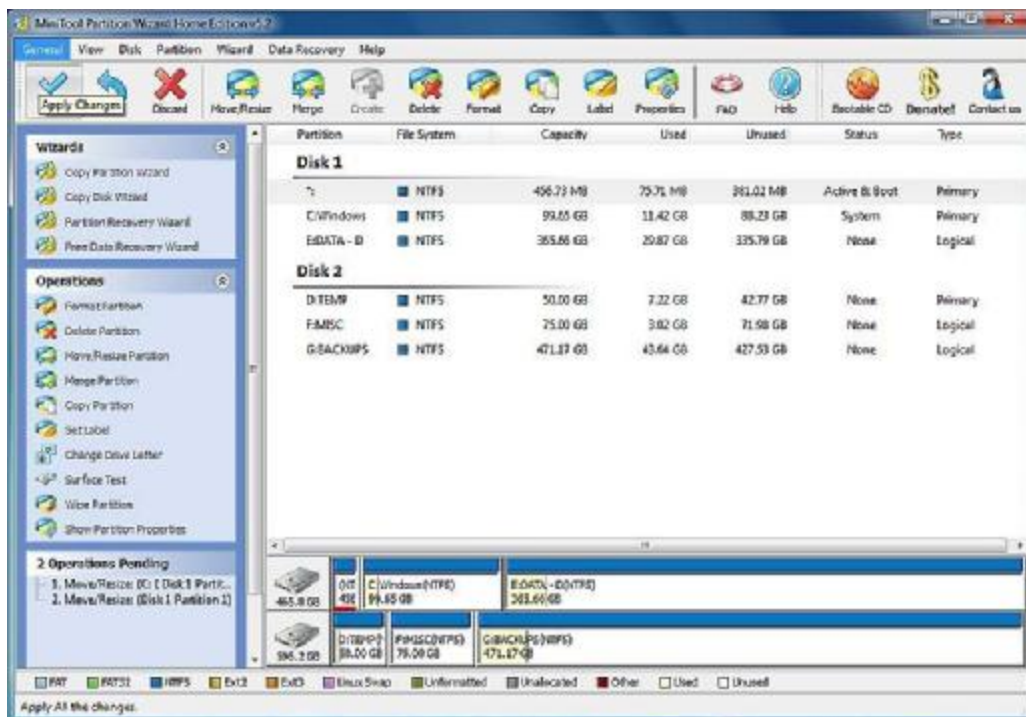 MiniTool Partition Wizard Home Edition v5.2
General View Disk Partition Wizard Data Recovery Help
Apply Changes Discard Move/Resize Merge Create Delete Format Copy Label Properties FAQ Help Bootable CD Donate! Contact us
Partition File System Capacity Used Unused Status Type
Disk 1
*: NTFS 456.73 MB 75.71 MB 381.02 MB Active & Boot Primary
C:Windows NTFS 99.65 GB 11.42 GB 88.23 GB System Primary
E:DATA - D NTFS 365.66 GB 29.87 GB 335.79 GB None Logical
Disk 2
D:TEMP NTFS 50.00 GB 7.22 GB 42.77 GB None Primary
F:MISC NTFS 75.00 GB 3.02 GB 71.98 GB None Logical
G:BACKUPS NTFS 471.17 GB 43.64 GB 427.53 GB None Logical
Wizards
Copy Partition Wizard
Copy Disk Wizard
Partition Recovery Wizard
Free Data Recovery Wizard
Operations
Format Partition
Delete Partition
Move/Resize Partition
Merge Partition
Copy Partition
Set Label
Change Drive Letter
Surface Test
Wipe Partition
Show Partition Properties
2 Operations Pending
1. Move/Resize: (C: ( Disk 1 Partit...
2. Move/Resize: (Disk 1 Partition 1)
465.8 GB
C:Windows(NTFS)
99.65 GB
E:DATA - D(NTFS)
365.66 GB
596.2 GB
D:TEMP(
50.00 GB
F:MISC(NTFS)
75.00 GB
G:BACKUPS(NTFS)
471.17 GB
FAT FAT32 NTFS Ext2 Ext3 Linux Swap Unformatted Unallocated Other Used Unused
Apply All the changes.